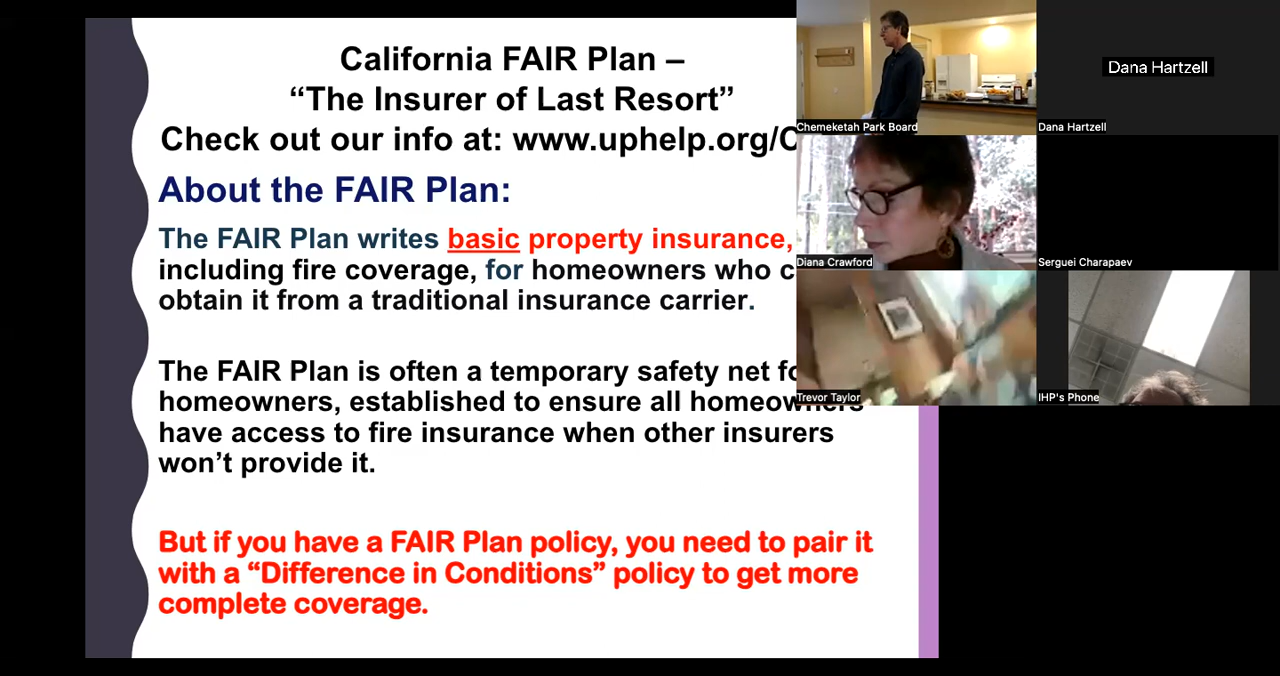 California FAIR Plan –
“The Insurer of Last Resort”
Check out our info at: www.uphelp.org/C
About the FAIR Plan:
The FAIR Plan writes basic property insurance,
including fire coverage, for homeowners who c
obtain it from a traditional insurance carrier.
The FAIR Plan is often a temporary safety net fo
homeowners, established to ensure all homeowners
have access to fire insurance when other insurers
won’t provide it.
But if you have a FAIR Plan policy, you need to pair it
with a “Difference in Conditions” policy to get more
complete coverage.
Chemeketah Park Board
Dana Hartzell
Dana Hartzell
Diana Crawford
Serguei Charapaev
Trevor Taylor
IHP's Phone